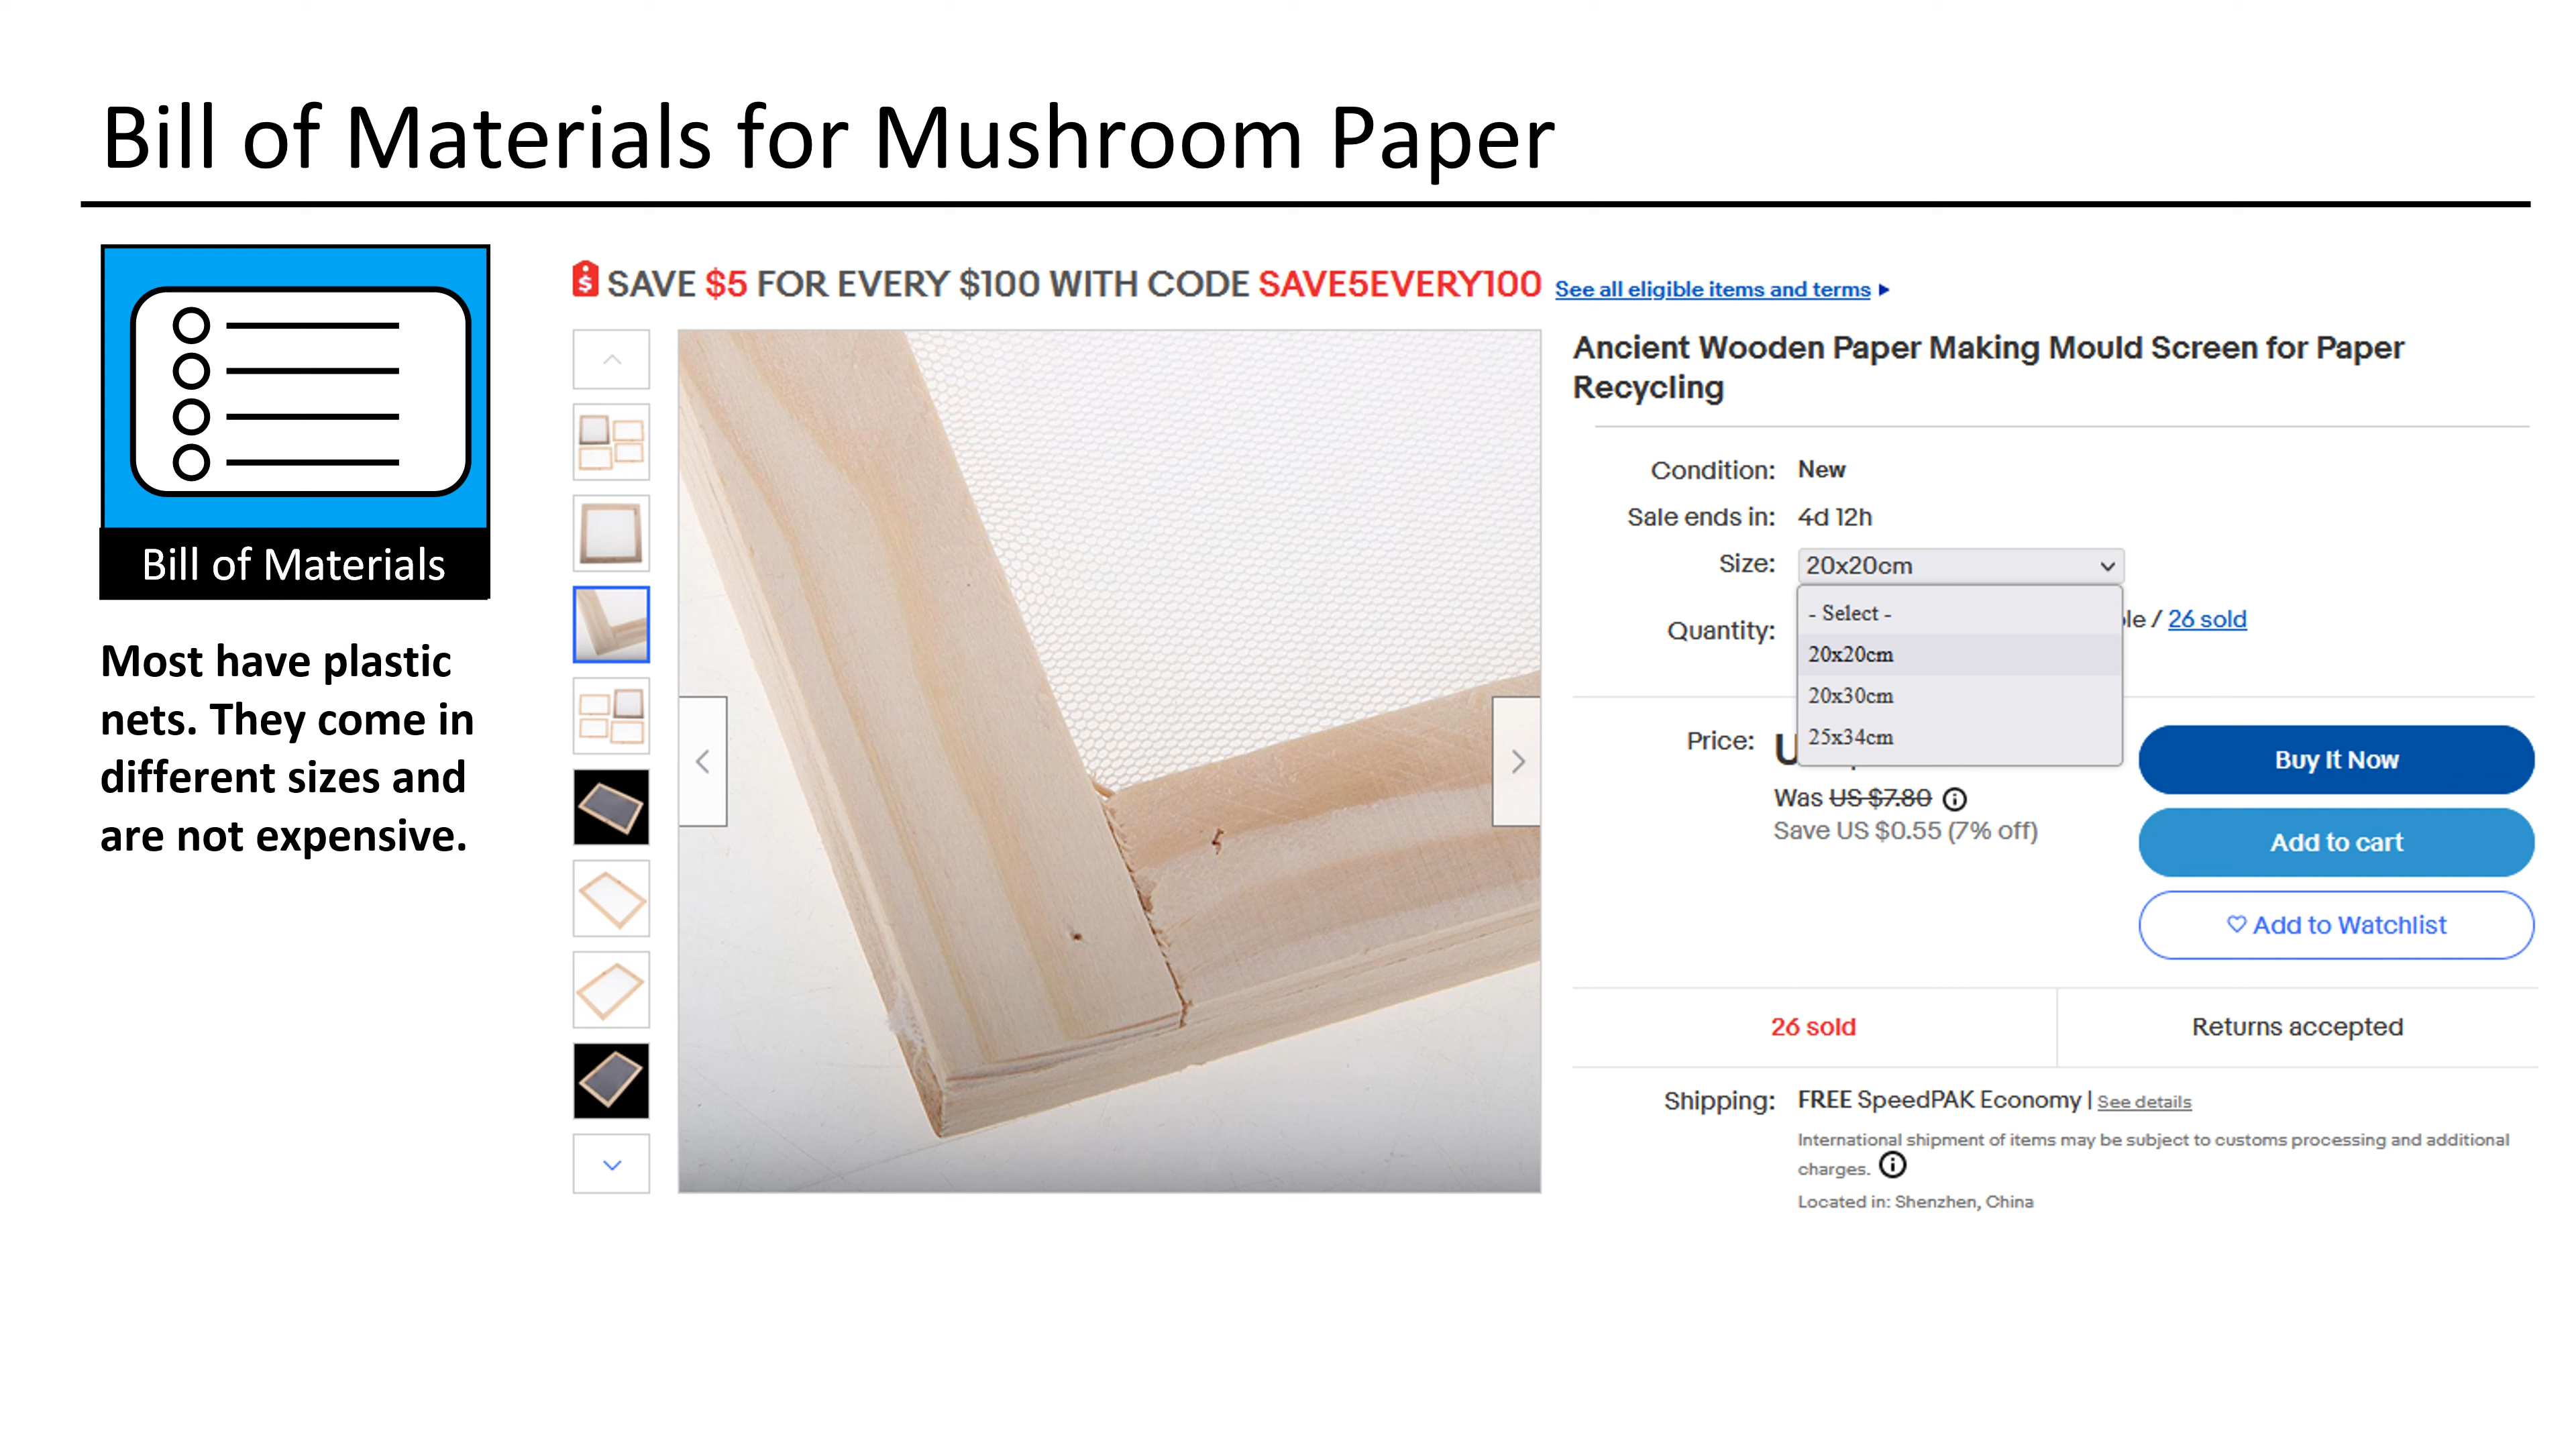 Bill of Materials for Mushroom Paper
Bill of Materials
Most have plastic
nets. They come in
different sizes and
are not expensive.
SAVE $5 FOR EVERY $100 WITH CODE SAVE5EVERY100 See all eligible items and terms
Ancient Wooden Paper Making Mould Screen for Paper
Recycling
Condition: New
Sale ends in: 4d 12h
Size: 20x20cm
- Select -
20x20cm
20x30cm
25x34cm
Quantity: / 26 sold
Price:
Was US $7.80
Save US $0.55 (7% off)
Buy It Now
Add to cart
Add to Watchlist
26 sold
Returns accepted
Shipping: FREE SpeedPAK Economy | See details
International shipment of items may be subject to customs processing and additional
charges.
Located in: Shenzhen, China